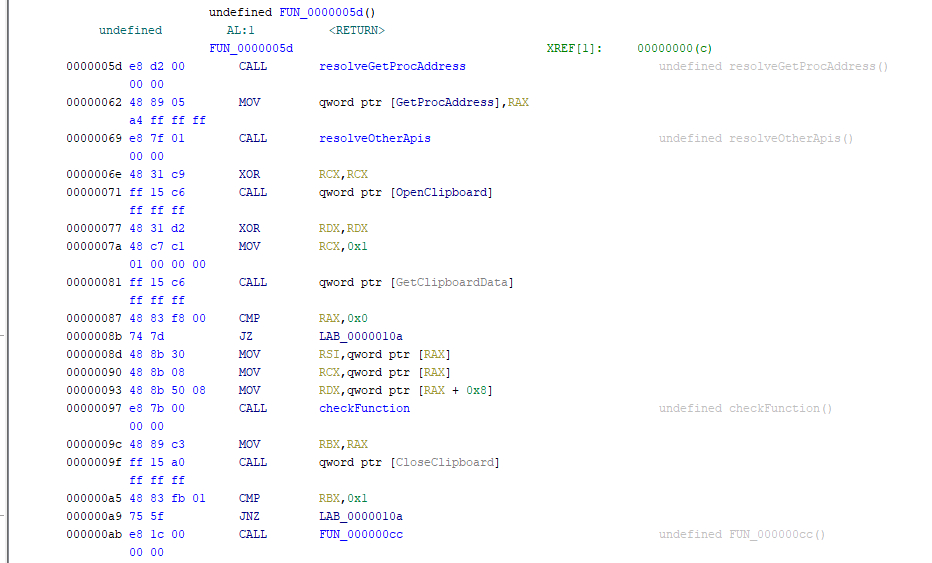 undefined FUN_0000005d()
undefined AL:1 <RETURN>
FUN_0000005d XREF[1]: 00000000(c)
0000005d e8 d2 00 CALL resolveGetProcAddress undefined resolveGetProcAddress()
00 00
00000062 48 89 05 MOV qword ptr [GetProcAddress],RAX
a4 ff ff ff
00000069 e8 7f 01 CALL resolveOtherApis undefined resolveOtherApis()
00 00
0000006e 48 31 c9 XOR RCX,RCX
00000071 ff 15 c6 CALL qword ptr [OpenClipboard]
ff ff ff
00000077 48 31 d2 XOR RDX,RDX
0000007a 48 c7 c1 MOV RCX,0x1
01 00 00 00
00000081 ff 15 c6 CALL qword ptr [GetClipboardData]
ff ff ff
00000087 48 83 f8 00 CMP RAX,0x0
0000008b 74 7d JZ LAB_0000010a
0000008d 48 8b 30 MOV RSI,qword ptr [RAX]
00000090 48 8b 08 MOV RCX,qword ptr [RAX]
00000093 48 8b 50 08 MOV RDX,qword ptr [RAX + 0x8]
00000097 e8 7b 00 CALL checkFunction undefined checkFunction()
00 00
0000009c 48 89 c3 MOV RBX,RAX
0000009f ff 15 a0 CALL qword ptr [CloseClipboard]
ff ff ff
000000a5 48 83 fb 01 CMP RBX,0x1
000000a9 75 5f JNZ LAB_0000010a
000000ab e8 1c 00 CALL FUN_000000cc undefined FUN_000000cc()
00 00